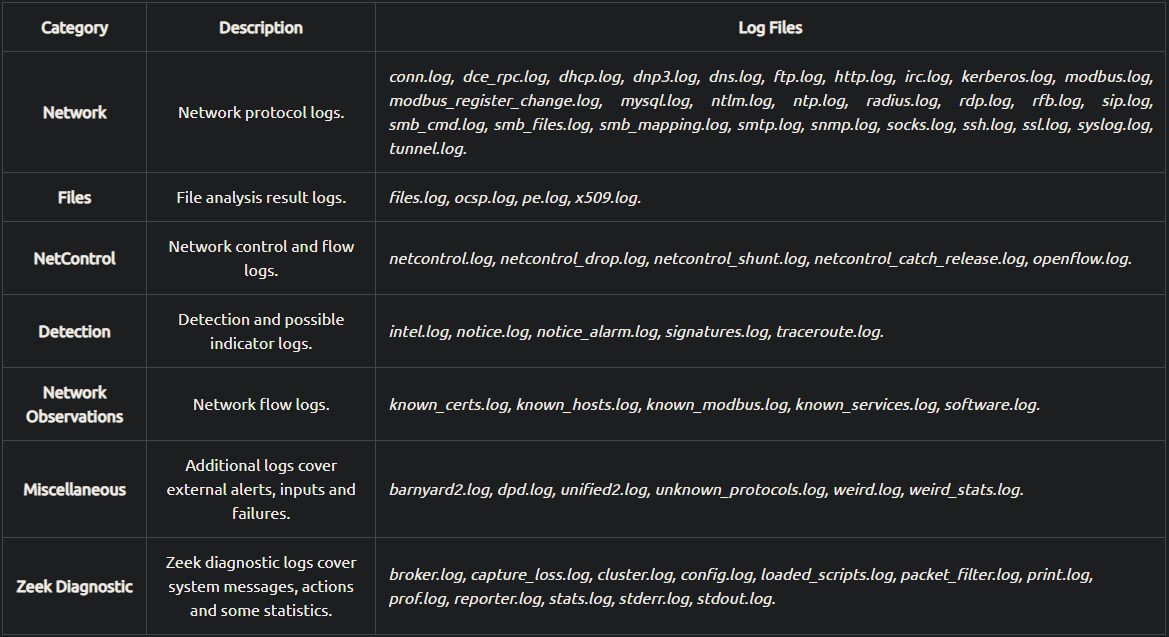 Category Description Log Files
Network
Network protocol logs.
conn.log, dce_rpc.log, dhcp.log, dnp3.log, dns.log, ftp.log, http.log, irc.log, kerberos.log, modbus.log,
modbus_register_change.log, mysql.log, ntlm.log, ntp.log, radius.log, rdp.log, rfb.log, sip.log,
smb_cmd.log, smb_files.log, smb_mapping.log, smtp.log, snmp.log, socks.log, ssh.log, ssl.log, syslog.log,
tunnel.log.
Files
File analysis result logs.
files.log, ocsp.log, pe.log, x509.log.
NetControl
Network control and flow
logs.
netcontrol.log, netcontrol_drop.log, netcontrol_shunt.log, netcontrol_catch_release.log, openflow.log.
Detection
Detection and possible
indicator logs.
intel.log, notice.log, notice_alarm.log, signatures.log, traceroute.log.
Network
Observations
Network flow logs.
known_certs.log, known_hosts.log, known_modbus.log, known_services.log, software.log.
Miscellaneous
Additional logs cover
external alerts, inputs and
failures.
barnyard2.log, dpd.log, unified2.log, unknown_protocols.log, weird.log, weird_stats.log.
Zeek Diagnostic
Zeek diagnostic logs cover
system messages, actions
and some statistics.
broker.log, capture_loss.log, cluster.log, config.log, loaded_scripts.log, packet_filter.log, print.log,
prof.log, reporter.log, stats.log, stderr.log, stdout.log.